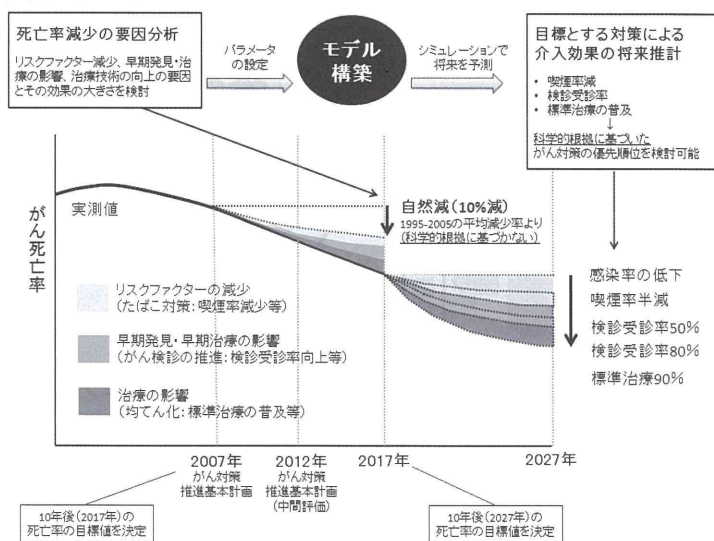 死亡率減少の要因分析
リスクファクター減少、早期発見・治
療の影響、治療技術の向上の要因
とその効果の大きさを検討
パラメータ
の設定
モデル
構築
シミュレーションで
将来を予測
目標とする対策による
介入効果の将来推計
• 喫煙率減
• 検診受診率
• 標準治療の普及
↓
科学的根拠に基づいた
がん対策の優先順位を検討可能
がん死亡率
実測値
自然減(10%減)
1995-2005の平均減少率より
(科学的根拠に基づかない)
リスクファクターの減少
(たばこ対策:喫煙率減少等)
早期発見・早期治療の影響
(がん検診の推進:検診受診率向上等)
治療の影響
(均てん化:標準治療の普及等)
感染率の低下
喫煙率半減
検診受診率50%
検診受診率80%
標準治療90%
2007年
がん対策
推進基本計画
2012年
がん対策
推進基本計画
(中間評価)
2017年
2027年
10年後(2017年)の
死亡率の目標値を決定
10年後(2027年)の
死亡率の目標値を決定